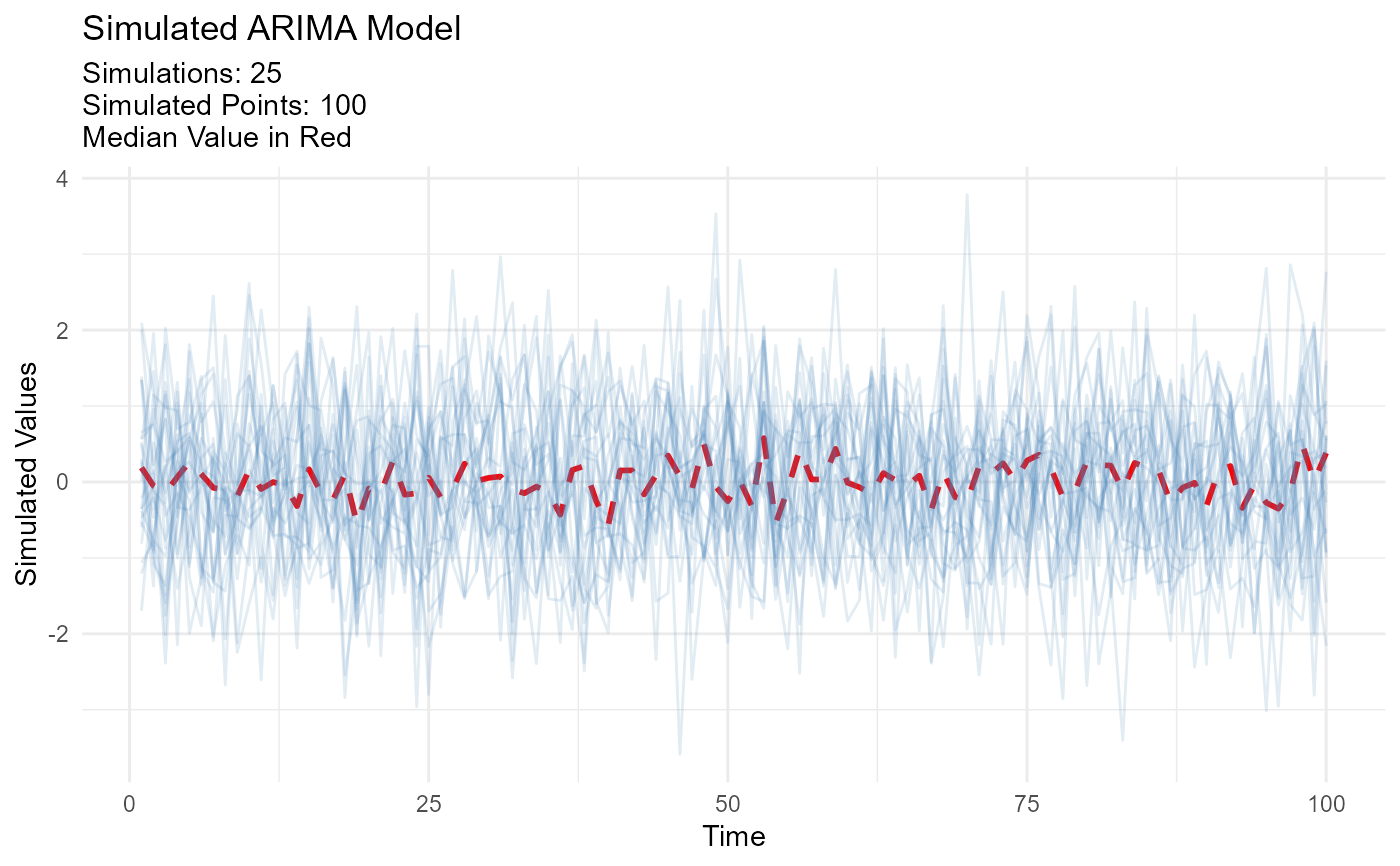 Simulated ARIMA Model
Simulations: 25
Simulated Points: 100
Median Value in Red
4
2
0
-2
Simulated Values
0
25
50
75
100
Time